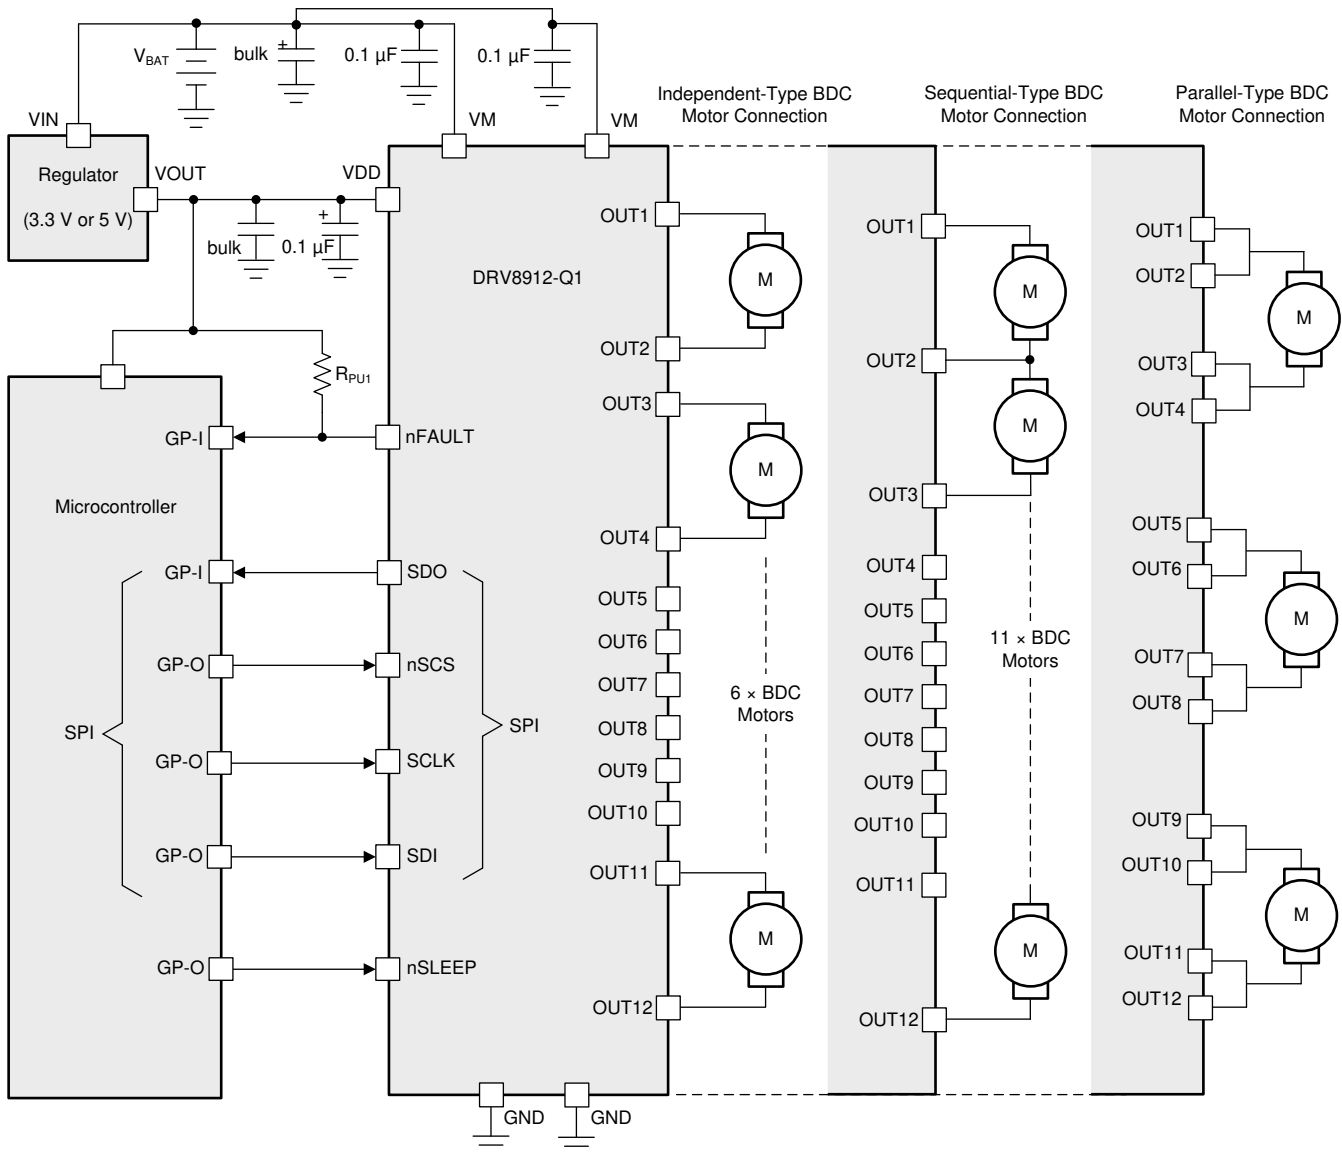 V_BAT
bulk
+
0.1 µF
0.1 µF
VIN
VM
VM
Regulator
(3.3 V or 5 V)
VOUT
VDD
bulk
0.1 µF
+
DRV8912-Q1
R_PU1
Microcontroller
GP-I
nFAULT
GP-I
SDO
GP-O
nSCS
SPI
SPI
GP-O
SCLK
GP-O
SDI
GP-O
nSLEEP
GND
GND
Independent-Type BDC
Motor Connection
OUT1
M
OUT2
OUT3
M
OUT4
OUT5
OUT6
OUT7
OUT8
OUT9
OUT10
6 × BDC
Motors
OUT11
M
OUT12
Sequential-Type BDC
Motor Connection
OUT1
M
OUT2
M
OUT3
OUT4
OUT5
OUT6
OUT7
OUT8
OUT9
OUT10
OUT11
11 × BDC
Motors
M
OUT12
Parallel-Type BDC
Motor Connection
OUT1
OUT2
M
OUT3
OUT4
OUT5
OUT6
M
OUT7
OUT8
OUT9
OUT10
M
OUT11
OUT12